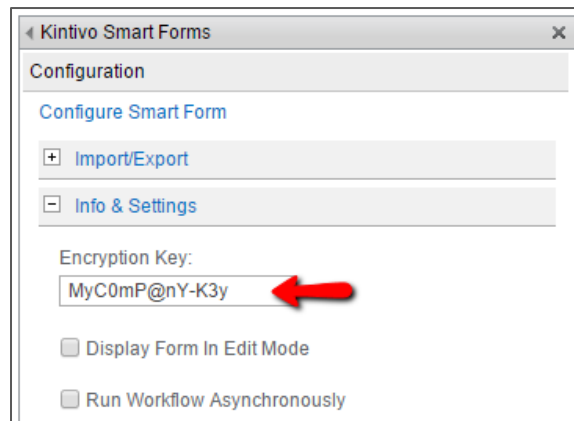 Kintivo Smart Forms
Configuration
Configure Smart Form
Import/Export
Info & Settings
Encryption Key:
MyC0mP@nY-K3y
Display Form In Edit Mode
Run Workflow Asynchronously